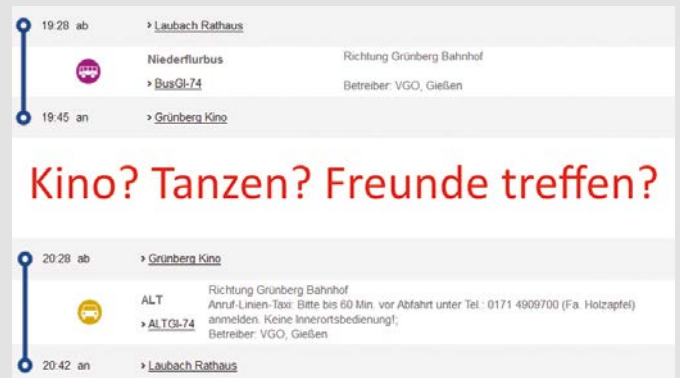 19:28 ab > Laubach Rathaus
Niederflurbus Richtung Grünberg Bahnhof
> BusGI-74 Betreiber: VGO, Gießen
19:45 an > Grünberg Kino
Kino? Tanzen? Freunde treffen?
20:28 ab > Grünberg Kino
Richtung Grünberg Bahnhof
ALT Anruf-Linien-Taxi: Bitte bis 60 Min. vor Abfahrt unter Tel.: 0171 4909700 (Fa. Holzapfel)
> ALTGI-74 anmelden. Keine Innerortsbedienung!;
Betreiber: VGO, Gießen
20:42 an > Laubach Rathaus